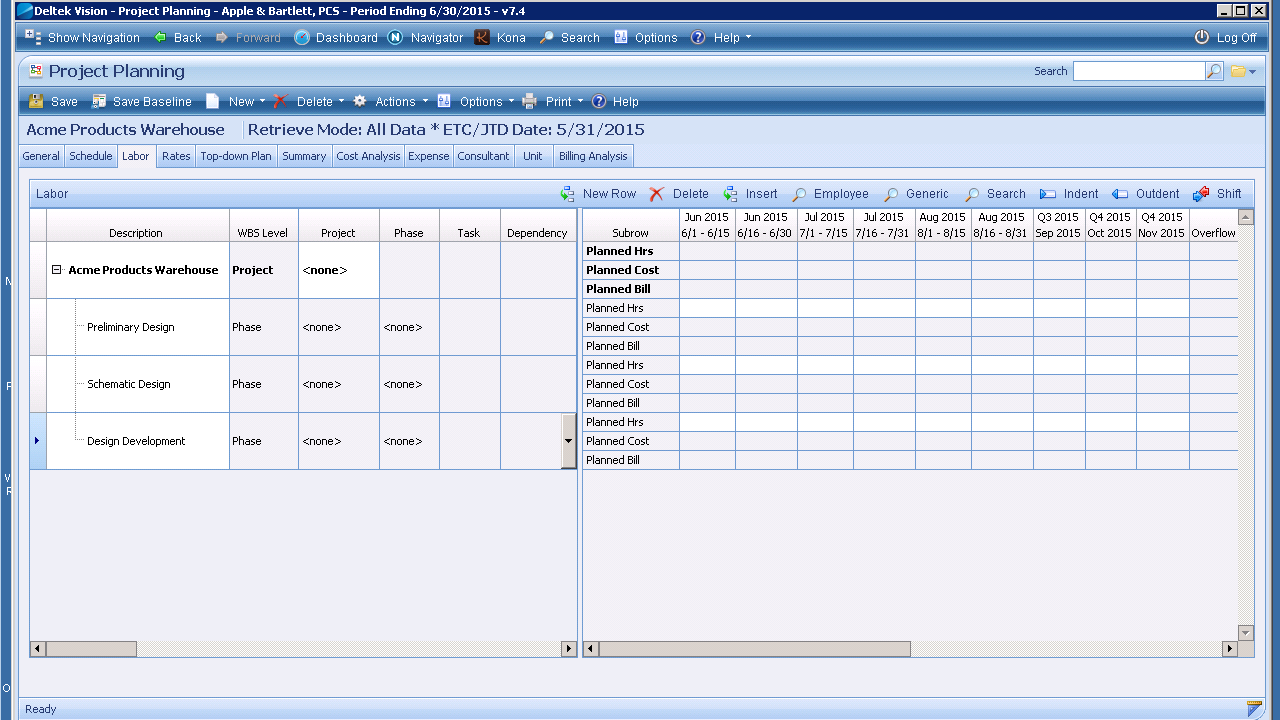 Deltek Vision - Project Planning - Apple & Bartlett, PCS - Period Ending 6/30/2015 - v7.4
Show Navigation Back Forward Dashboard Navigator Kona Search Options Help Log Off
Project Planning Search
Save Save Baseline New Delete Actions Options Print Help
Acme Products Warehouse Retrieve Mode: All Data * ETC/JTD Date: 5/31/2015
General Schedule Labor Rates Top-down Plan Summary Cost Analysis Expense Consultant Unit Billing Analysis
Labor New Row Delete Insert Employee Generic Search Indent Outdent Shift
Jun 2015 Jun 2015 Jul 2015 Jul 2015 Aug 2015 Aug 2015 Q3 2015 Q4 2015 Q4 2015
Description WBS Level Project Phase Task Dependency Subrow 6/1 - 6/15 6/16 - 6/30 7/1 - 7/15 7/16 - 7/31 8/1 - 8/15 8/16 - 8/31 Sep 2015 Oct 2015 Nov 2015 Overflow
Planned Hrs
Acme Products Warehouse Project <none> Planned Cost
Planned Bill
Planned Hrs
Preliminary Design Phase <none> <none> Planned Cost
Planned Bill
Planned Hrs
Schematic Design Phase <none> <none> Planned Cost
Planned Bill
Planned Hrs
Design Development Phase <none> <none> Planned Cost
Planned Bill
Ready